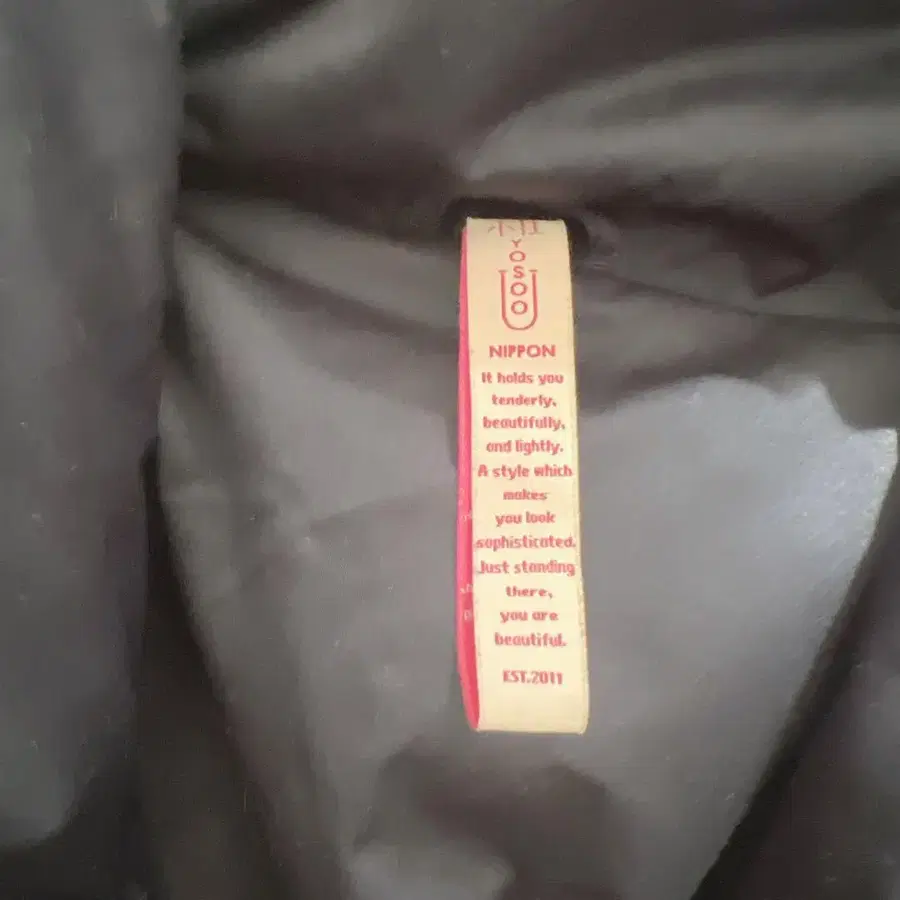 YOSOO
NIPPON
It holds you
tenderly,
beautifully,
and lightly.
A style which
makes
you look
sophisticated.
Just standing
there,
you are
beautiful.
EST.2011